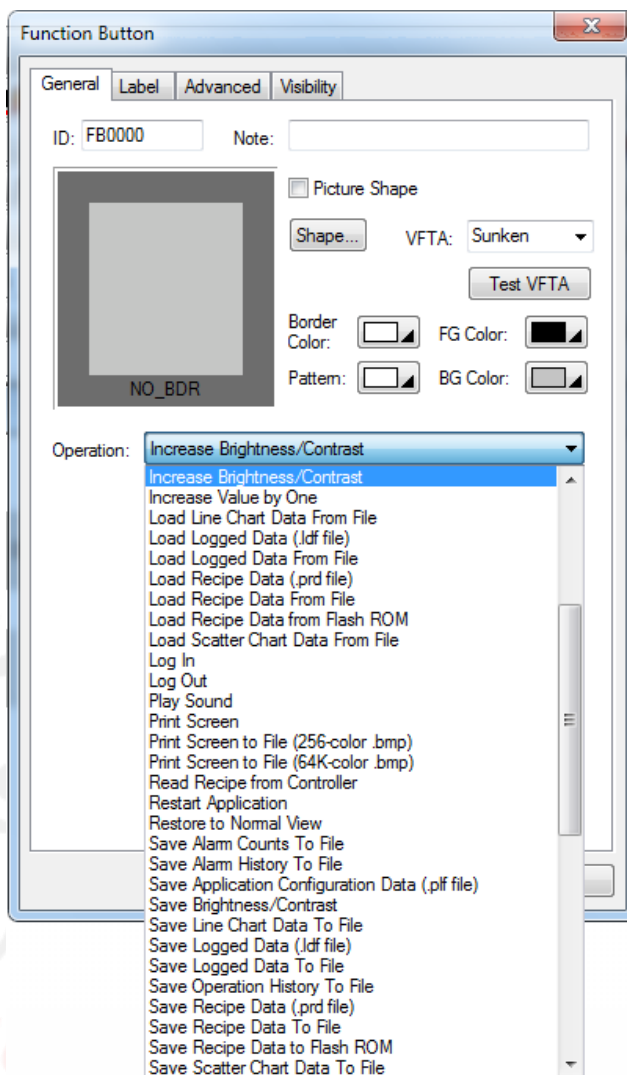 Function Button
General Label Advanced Visibility
ID: FB0000 Note:
Picture Shape
Shape... VFTA: Sunken
Test VFTA
Border Color: FG Color:
Pattern: BG Color:
NO_BDR
Operation: Increase Brightness/Contrast
Increase Brightness/Contrast
Increase Value by One
Load Line Chart Data From File
Load Logged Data (.ldf file)
Load Logged Data From File
Load Recipe Data (.prd file)
Load Recipe Data From File
Load Recipe Data from Flash ROM
Load Scatter Chart Data From File
Log In
Log Out
Play Sound
Print Screen
Print Screen to File (256-color .bmp)
Print Screen to File (64K-color .bmp)
Read Recipe from Controller
Restart Application
Restore to Normal View
Save Alarm Counts To File
Save Alarm History To File
Save Application Configuration Data (.plf file)
Save Brightness/Contrast
Save Line Chart Data To File
Save Logged Data (.ldf file)
Save Logged Data To File
Save Operation History To File
Save Recipe Data (.prd file)
Save Recipe Data To File
Save Recipe Data to Flash ROM
Save Scatter Chart Data To File